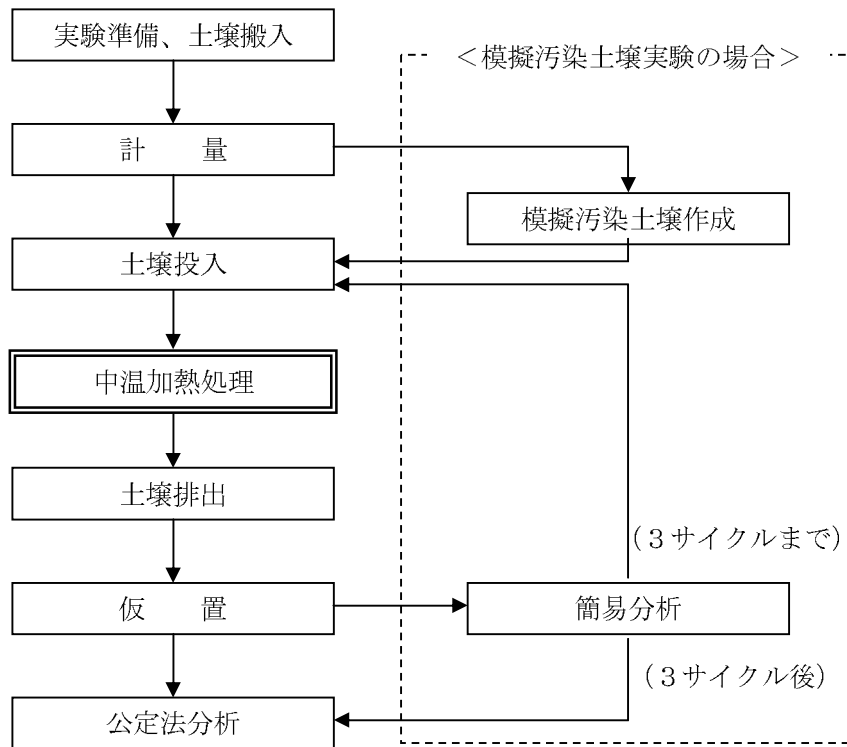 実験準備、土壌搬入
＜模擬汚染土壌実験の場合＞
計　　量
模擬汚染土壌作成
土壌投入
中温加熱処理
土壌排出
（３サイクルまで）
仮　　置
簡易分析
（３サイクル後）
公定法分析